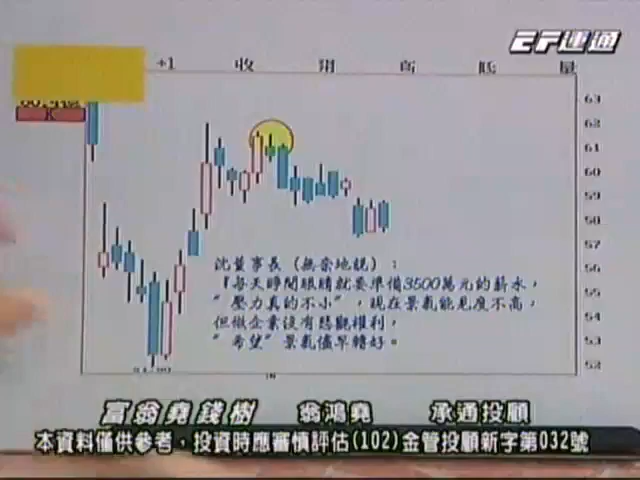 EF運通
+1 收 開 高 低 量
63
62
61
60
59
58
57
56
55
54
53
52
沈董事長 (無奈地說) :
『每天時間眼睛就要準備3500萬元的薪水,
"壓力真的不小", 現在景氣能見度不高,
但做企業沒有悲觀權利,
"希望" 景氣儘早轉好。
富翁堯錢樹 翁鴻堯 承通投顧
本資料僅供參考,投資時應審慎評估(102)金管投顧新字第032號